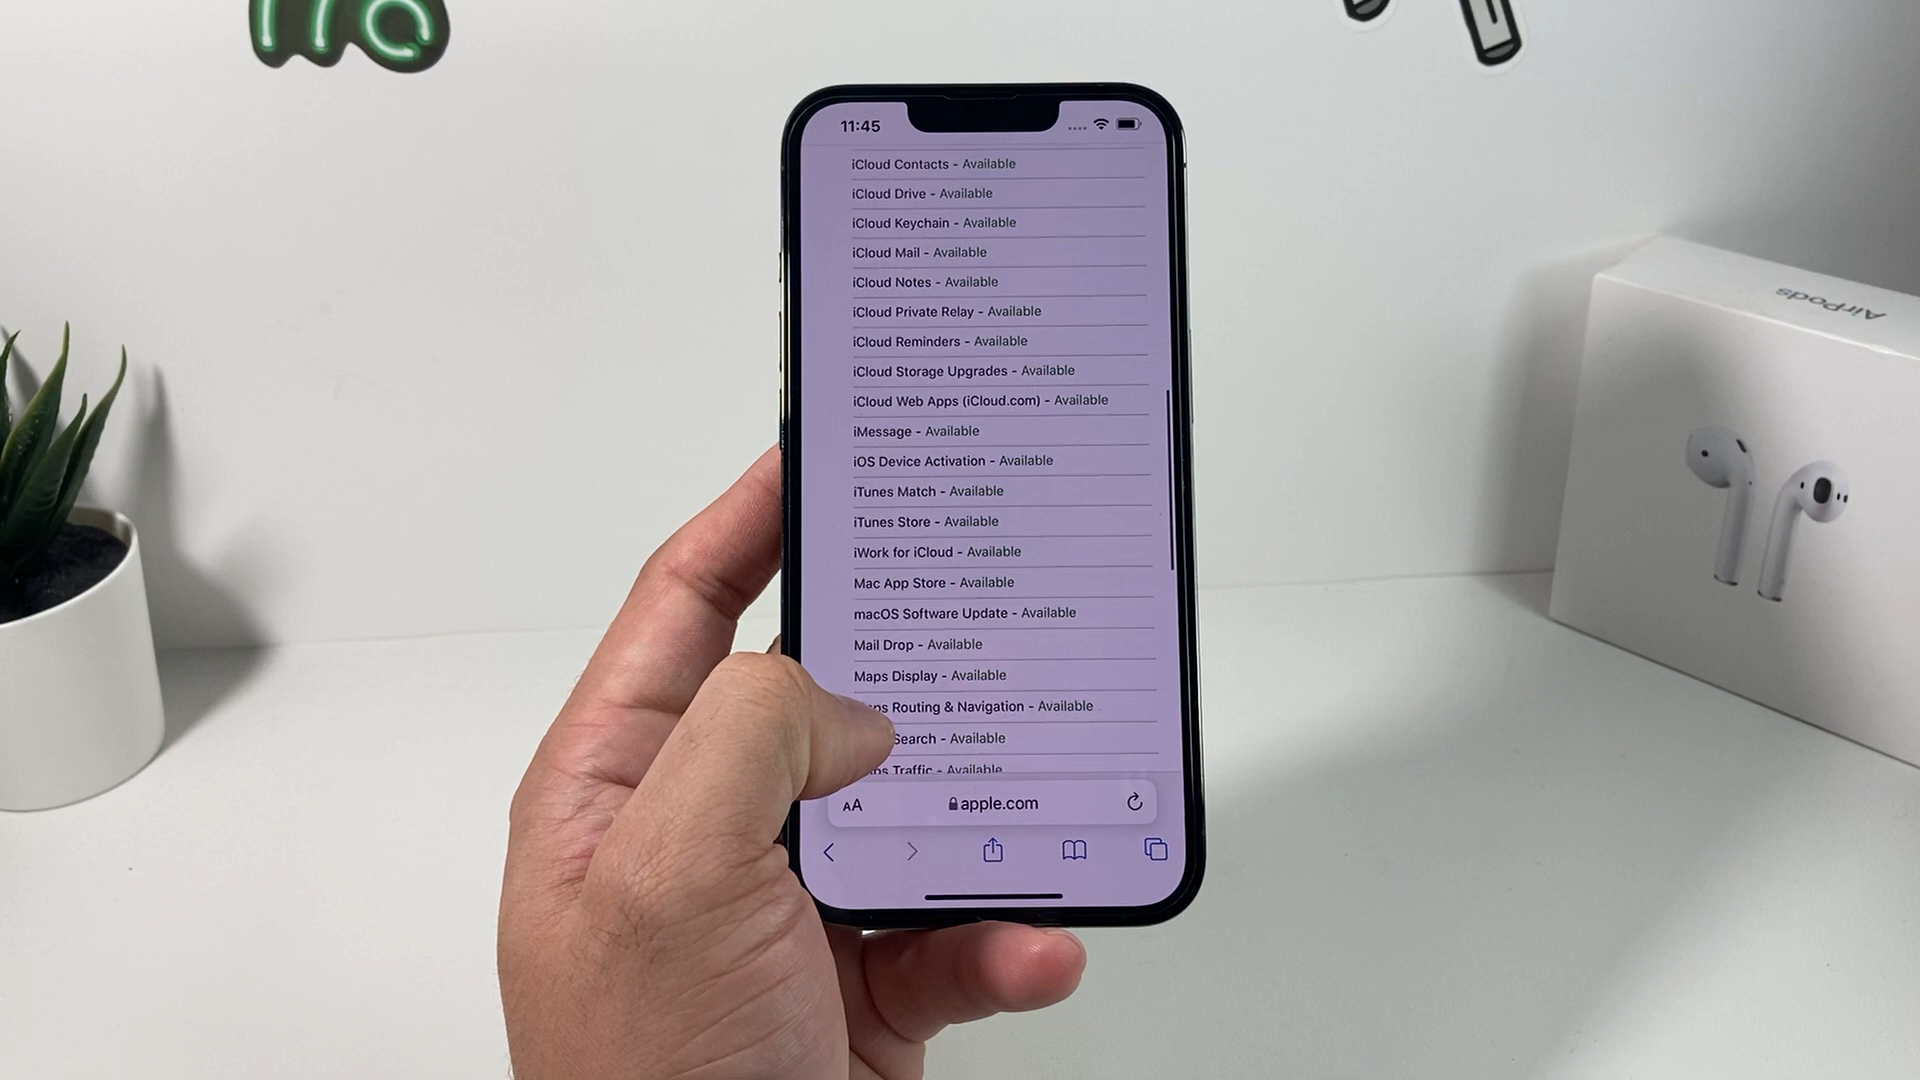 11:45
iCloud Contacts - Available
iCloud Drive - Available
iCloud Keychain - Available
iCloud Mail - Available
iCloud Notes - Available
iCloud Private Relay - Available
iCloud Reminders - Available
iCloud Storage Upgrades - Available
iCloud Web Apps (iCloud.com) - Available
iMessage - Available
iOS Device Activation - Available
iTunes Match - Available
iTunes Store - Available
iWork for iCloud - Available
Mac App Store - Available
macOS Software Update - Available
Mail Drop - Available
Maps Display - Available
Routing & Navigation - Available
Search - Available
Traffic - Available
AA
apple.com
AirPods